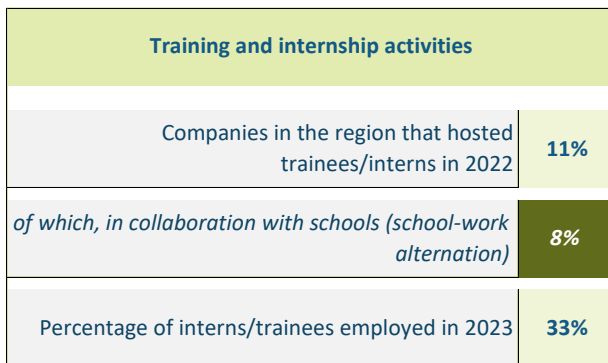 Training and internship activities
Companies in the region that hosted
trainees/interns in 2022
11%
of which, in collaboration with schools (school-work
alternation)
8%
Percentage of interns/trainees employed in 2023
33%